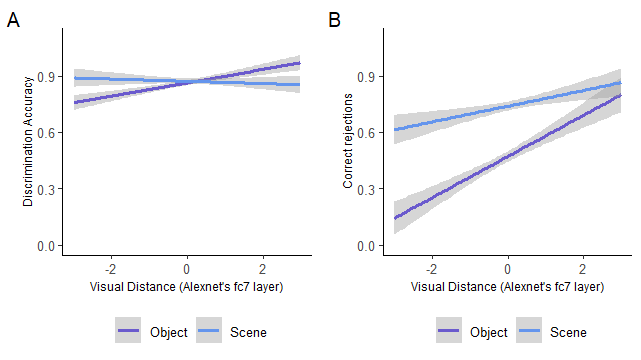 A
Discrimination Accuracy
0.9
0.6
0.3
0.0
-2 0 2
Visual Distance (Alexnet's fc7 layer)
Object Scene
B
Correct rejections
0.9
0.6
0.3
0.0
-2 0 2
Visual Distance (Alexnet's fc7 layer)
Object Scene